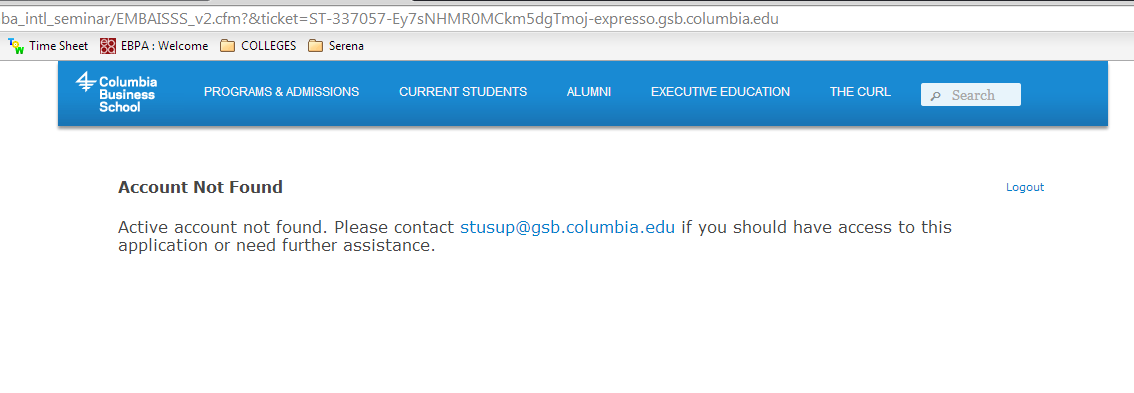 ba_intl_seminar/EMBAISSS_v2.cfm?&ticket=ST-337057-Ey7sNHMR0MCkm5dgTmoj-expresso.gsb.columbia.edu
Time Sheet EBPA : Welcome COLLEGES Serena
Columbia
Business
School
PROGRAMS & ADMISSIONS CURRENT STUDENTS ALUMNI EXECUTIVE EDUCATION THE CURL Search
Account Not Found Logout
Active account not found. Please contact stusup@gsb.columbia.edu if you should have access to this
application or need further assistance.